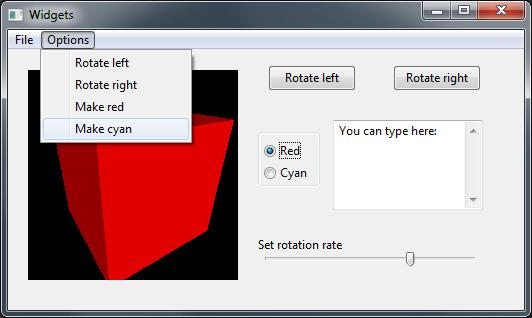 Widgets
File Options
Rotate left
Rotate right
Make red
Make cyan
Rotate left Rotate right
Red
Cyan
You can type here:
Set rotation rate